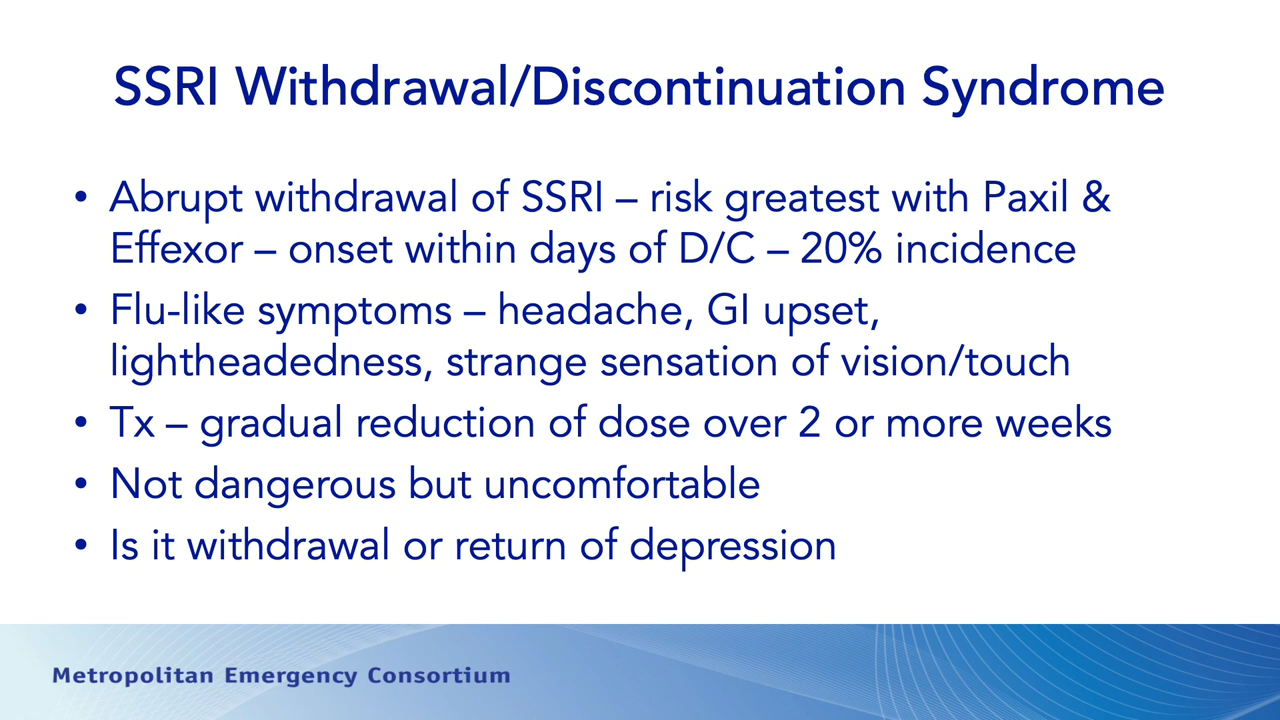 SSRI Withdrawal/Discontinuation Syndrome
• Abrupt withdrawal of SSRI – risk greatest with Paxil &
Effexor – onset within days of D/C – 20% incidence
• Flu-like symptoms – headache, GI upset,
lightheadedness, strange sensation of vision/touch
• Tx – gradual reduction of dose over 2 or more weeks
• Not dangerous but uncomfortable
• Is it withdrawal or return of depression
Metropolitan Emergency Consortium